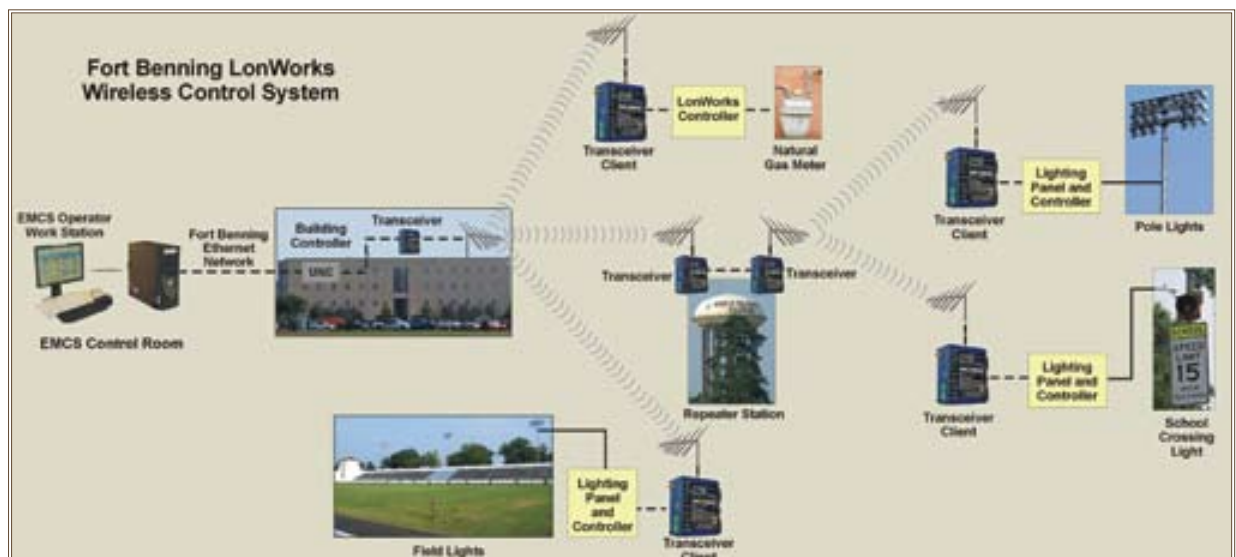 Fort Benning LonWorks
Wireless Control System
EMCS Operator
Work Station
EMCS Control Room
Fort Benning
Ethernet
Network
Building
Controller
UNC
Transceiver
Transceiver
Client
LonWorks
Controller
Natural
Gas Meter
Transceiver
Transceiver
Repeater Station
Transceiver
Client
Lighting
Panel and
Controller
Pole Lights
Transceiver
Client
Lighting
Panel and
Controller
SCHOOL
SPEED
LIMIT
15
School
Crossing
Light
Field Lights
Lighting
Panel
and
Controller
Transceiver
Client